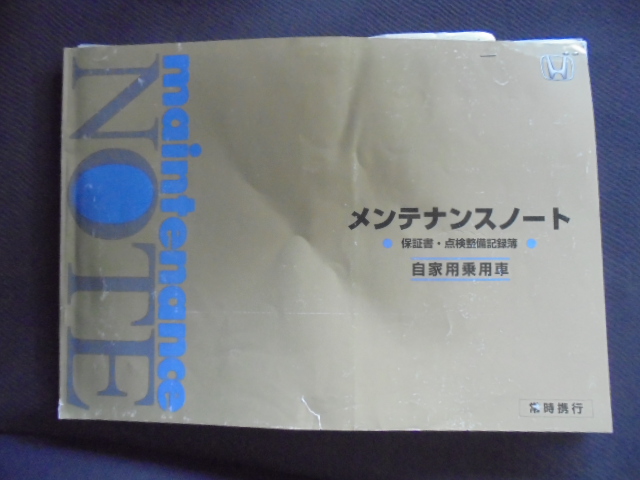 maintenance
NOTE
メンテナンスノート
● 保証書・点検整備記録簿 ●
自家用乗用車
常時携行